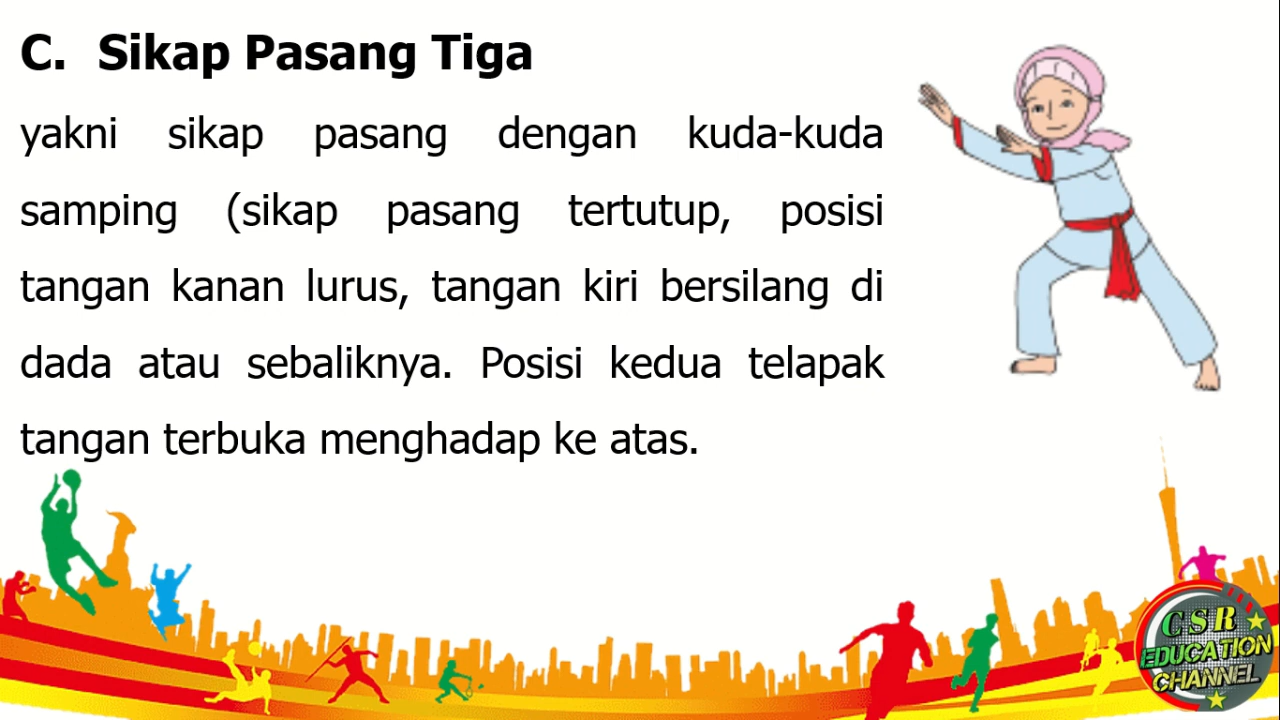 C. Sikap Pasang Tiga
yakni sikap pasang dengan kuda-kuda
samping (sikap pasang tertutup, posisi
tangan kanan lurus, tangan kiri bersilang di
dada atau sebaliknya. Posisi kedua telapak
tangan terbuka menghadap ke atas.
CSR
EDUCATION
CHANNEL